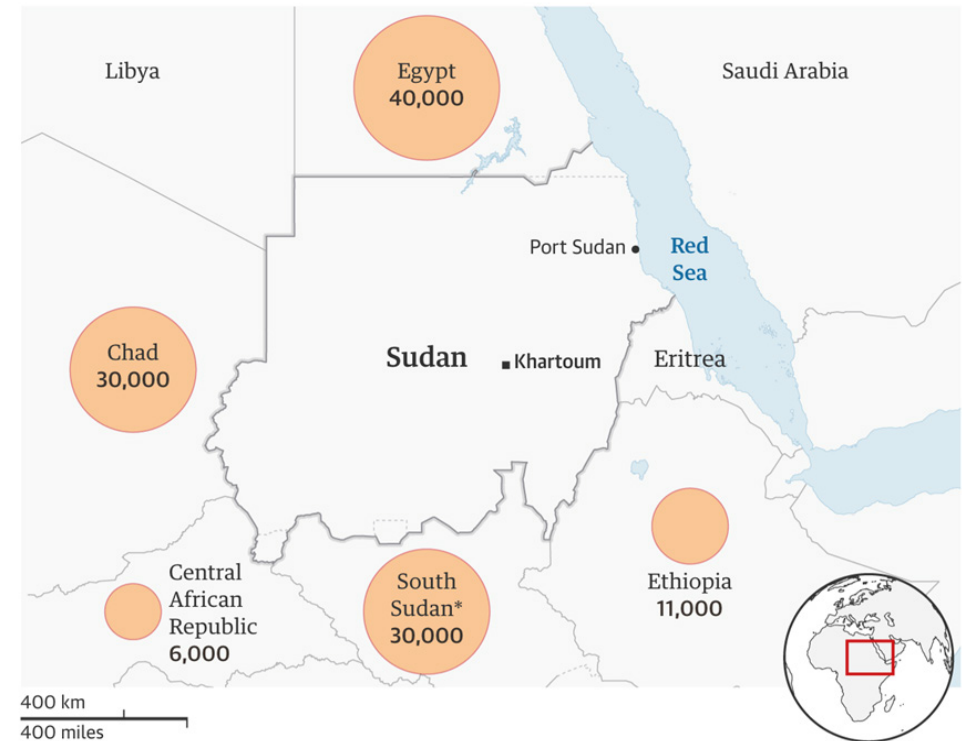 Libya
Egypt
40,000
Saudi Arabia
Port Sudan
Red
Sea
Chad
30,000
Sudan
Khartoum
Eritrea
Central
African
Republic
6,000
South
Sudan*
30,000
Ethiopia
11,000
400 km
400 miles